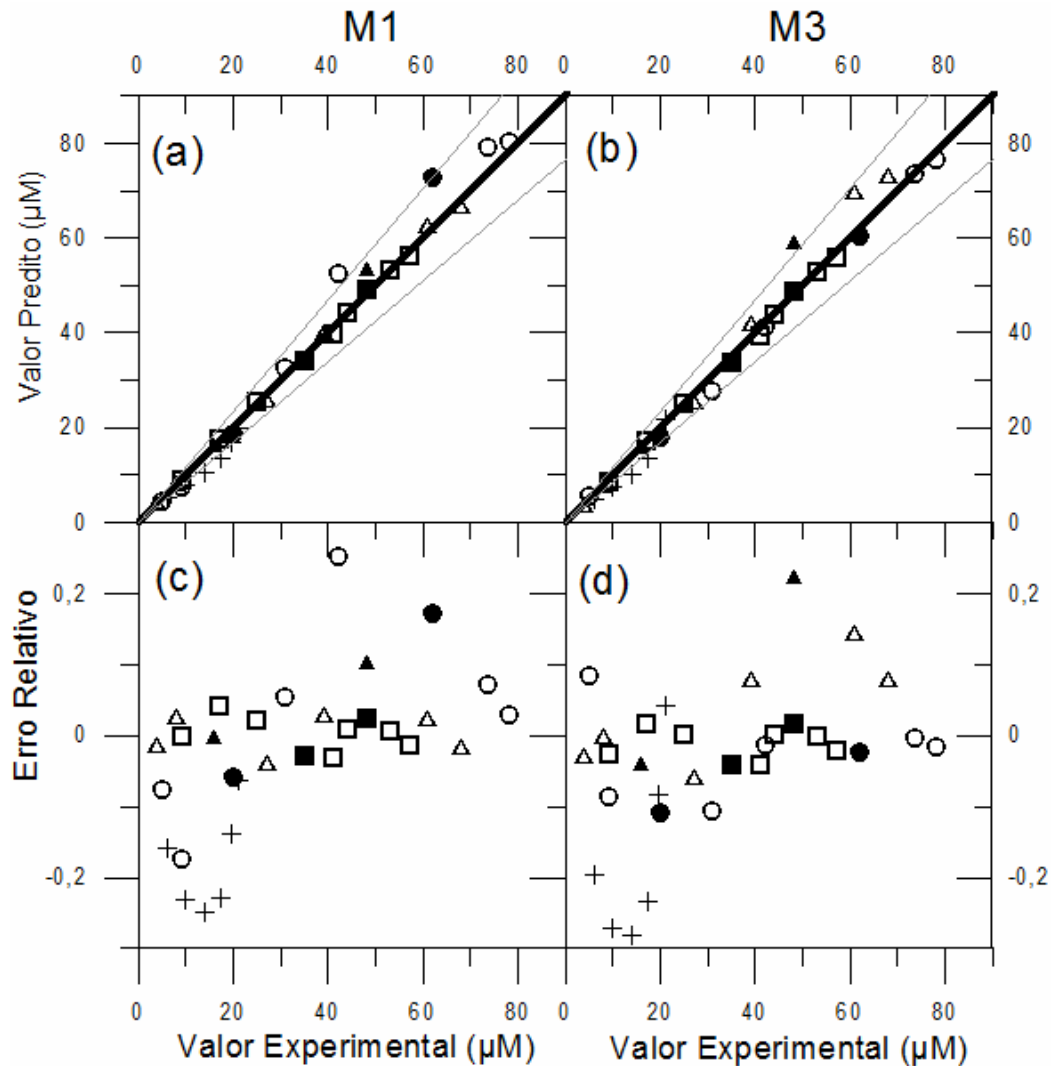 M1 M3
0 20 40 60 80 0 20 40 60 80
(a) (b)
Valor Predito (µM)
80 80
60 60
40 40
20 20
0 0
(c) (d)
Erro Relativo
0,2 0,2
0 0
-0,2 -0,2
0 20 40 60 80 0 20 40 60 80
Valor Experimental (µM) Valor Experimental (µM)